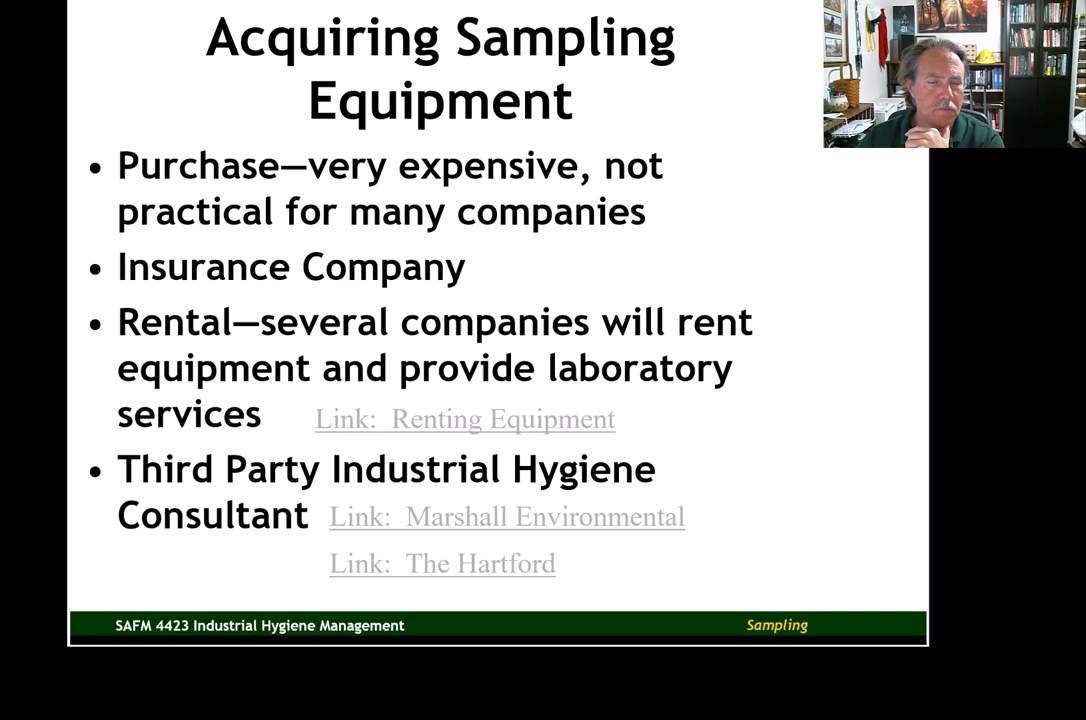 Acquiring Sampling
Equipment
• Purchase—very expensive, not
practical for many companies
• Insurance Company
• Rental—several companies will rent
equipment and provide laboratory
services Link: Renting Equipment
• Third Party Industrial Hygiene
Consultant Link: Marshall Environmental
Link: The Hartford
SAFM 4423 Industrial Hygiene Management Sampling